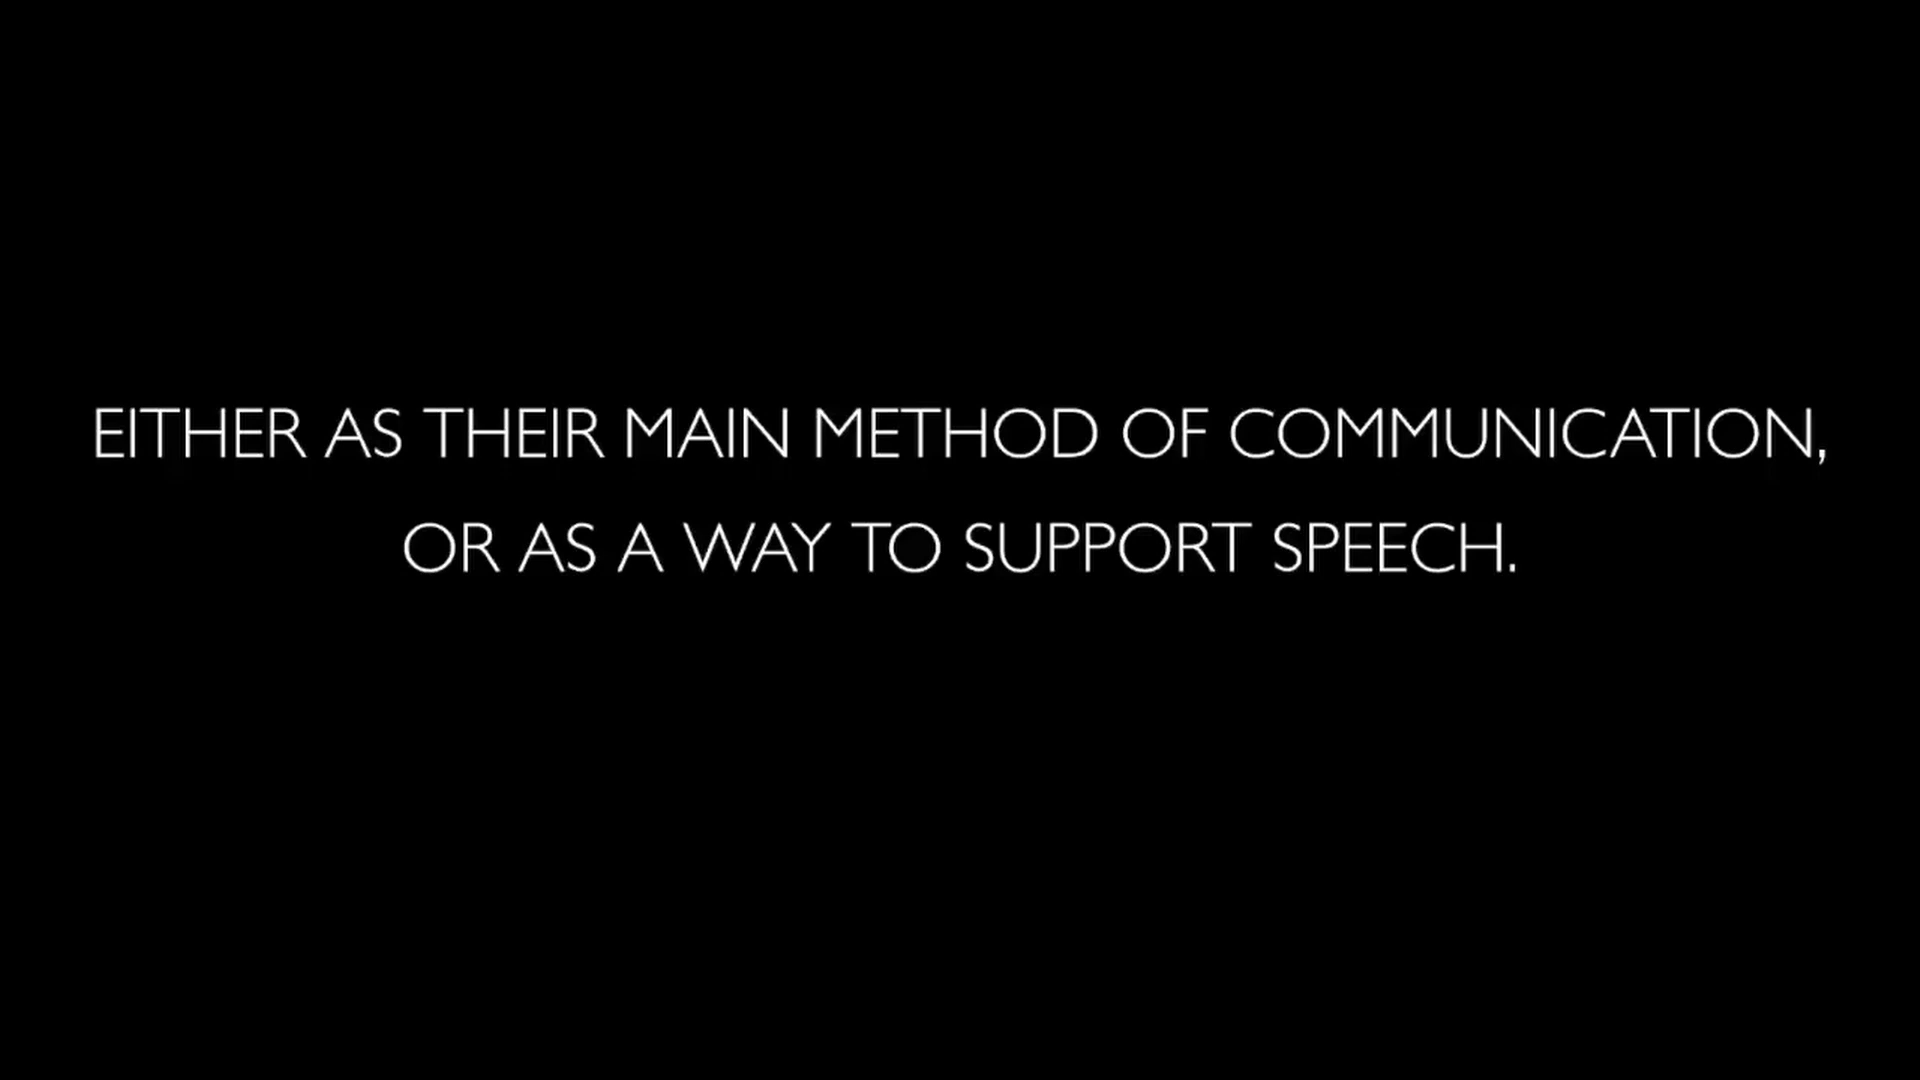 EITHER AS THEIR MAIN METHOD OF COMMUNICATION,
OR AS A WAY TO SUPPORT SPEECH.